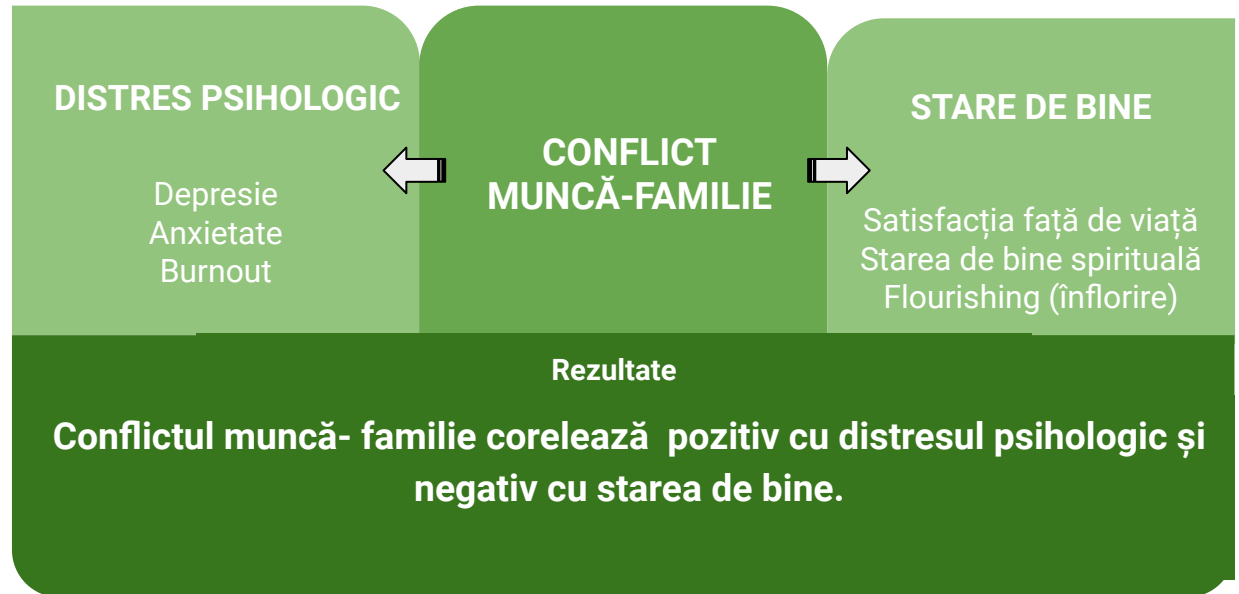 DISTRES PSIHOLOGIC
Depresie
Anxietate
Burnout
CONFLICT
MUNCĂ-FAMILIE
STARE DE BINE
Satisfacția față de viață
Starea de bine spirituală
Flourishing (înflorire)
Rezultate
Conflictul muncă- familie corelează  pozitiv cu distresul psihologic și
negativ cu starea de bine.